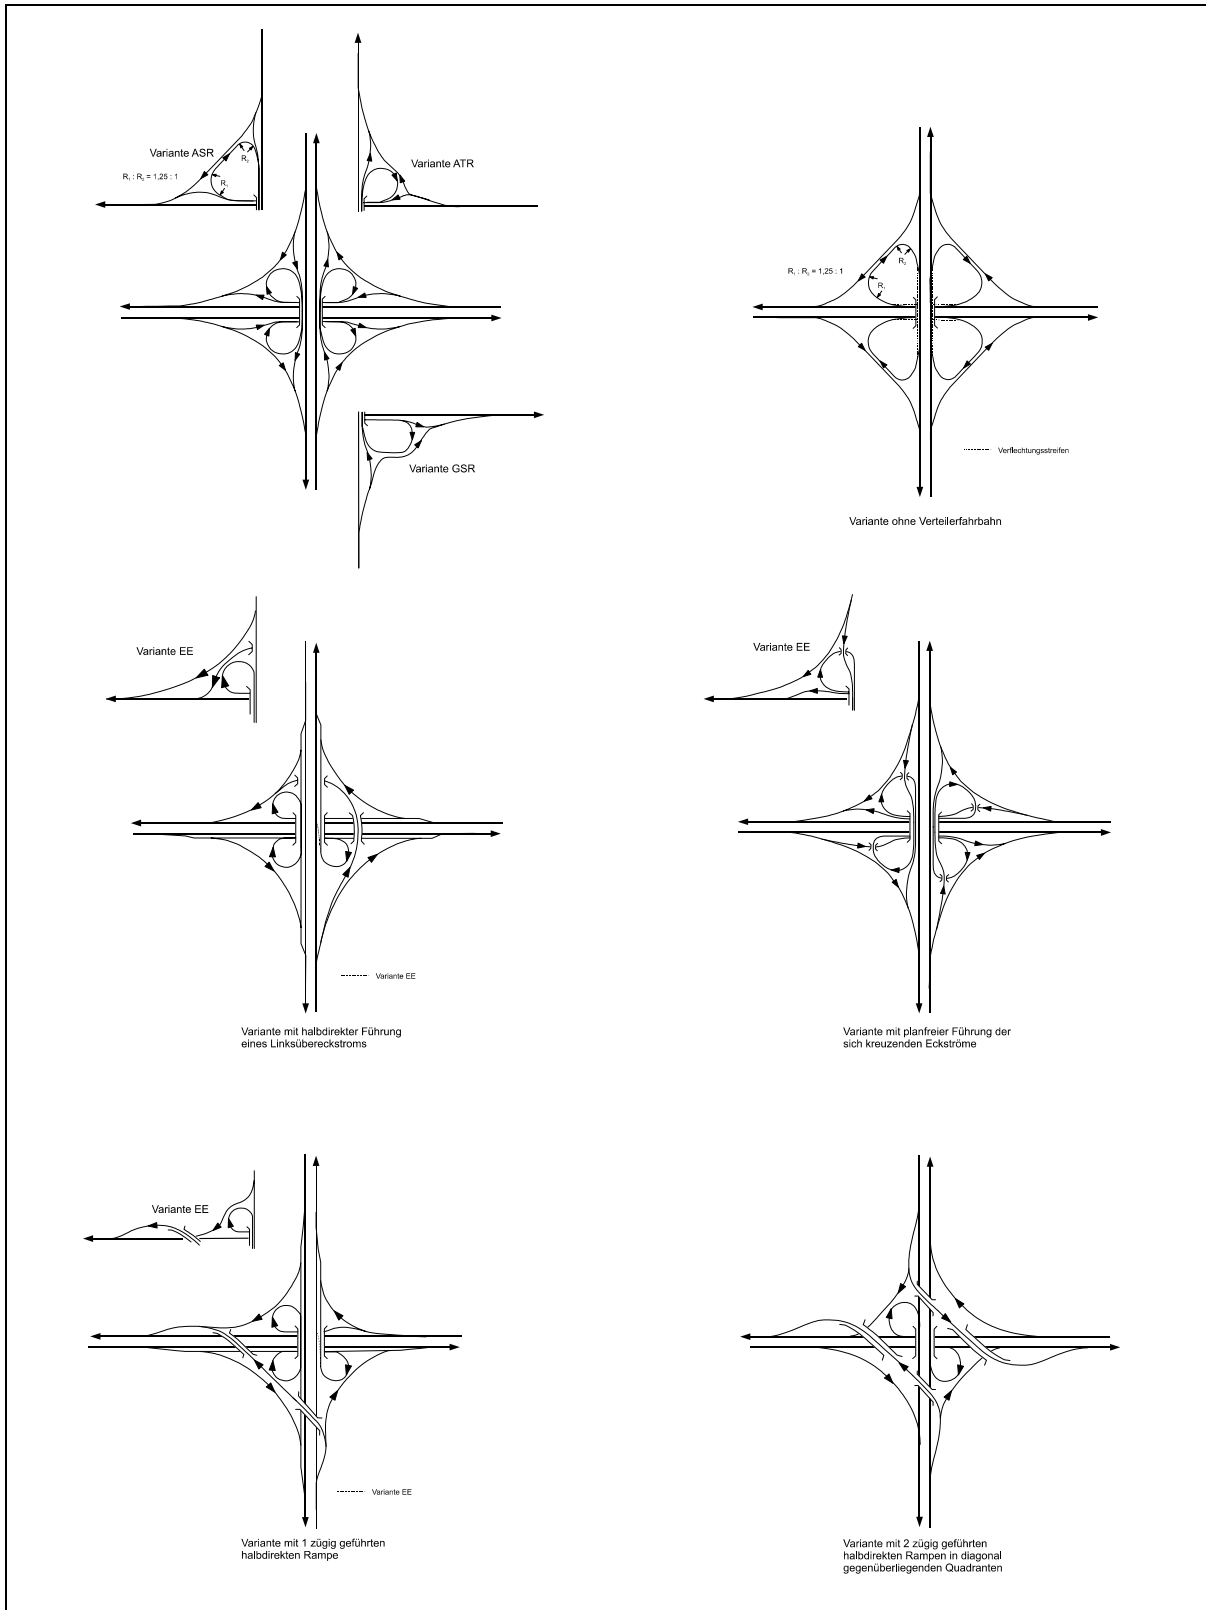 Variante ASR
R₂
R₁ : R₂ = 1,25 : 1
R₁
Variante ATR
Variante GSR
R₂
R₁ : R₂ = 1,25 : 1
R₁
Verflechtungsstreifen
Variante ohne Verteilerfahrbahn
Variante EE
Variante EE
Variante mit halbdirekter Führung
eines Linksübereckstroms
Variante EE
Variante mit planfreier Führung der
sich kreuzenden Eckströme
Variante EE
Variante EE
Variante mit 1 zügig geführten
halbdirekten Rampe
Variante mit 2 zügig geführten
halbdirekten Rampen in diagonal
gegenüberliegenden Quadranten